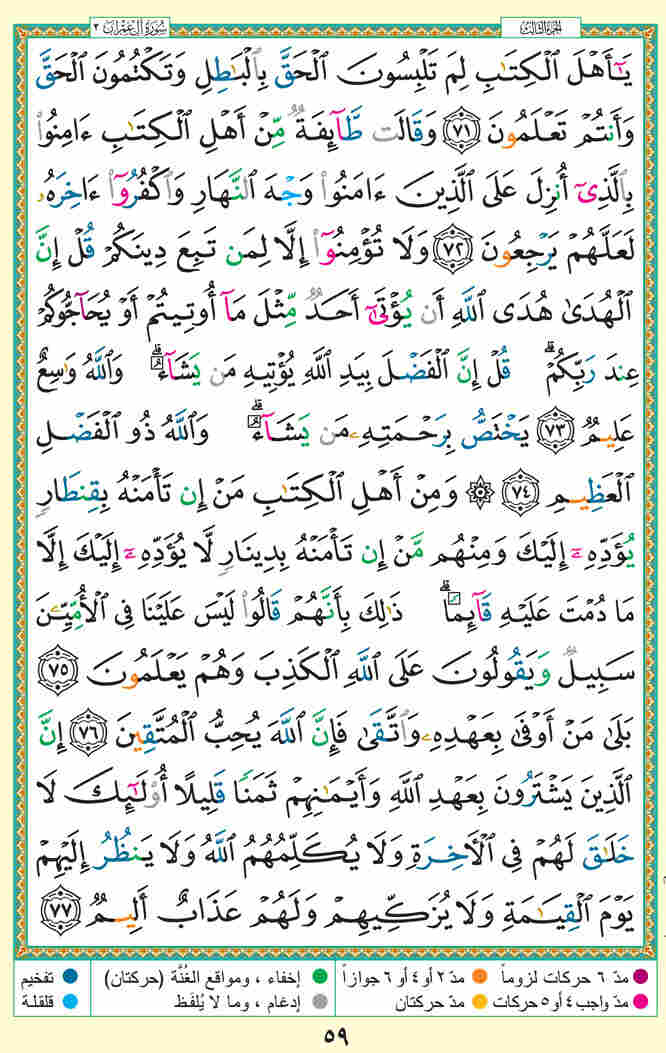 الجزء الثالث سورة آل عمران ٣
يَـٰٓأَهْلَ ٱلْكِتَـٰبِ لِمَ تَلْبِسُونَ ٱلْحَقَّ بِٱلْبَـٰطِلِ وَتَكْتُمُونَ ٱلْحَقَّ
وَأَنتُمْ تَعْلَمُونَ ٧١ وَقَالَت طَّآئِفَةٌ مِّنْ أَهْلِ ٱلْكِتَـٰبِ ءَامِنُوا۟
بِٱلَّذِىٓ أُنزِلَ عَلَى ٱلَّذِينَ ءَامَنُوا۟ وَجْهَ ٱلنَّهَارِ وَٱكْفُرُوٓا۟ ءَاخِرَهُۥ
لَعَلَّهُمْ يَرْجِعُونَ ٧٢ وَلَا تُؤْمِنُوٓا۟ إِلَّا لِمَن تَبِعَ دِينَكُمْ قُلْ إِنَّ
ٱلْهُدَىٰ هُدَى ٱللَّهِ أَن يُؤْتَىٰٓ أَحَدٌ مِّثْلَ مَآ أُوتِيتُمْ أَوْ يُحَآجُّوكُمْ
عِندَ رَبِّكُمْ ۗ قُلْ إِنَّ ٱلْفَضْلَ بِيَدِ ٱللَّهِ يُؤْتِيهِ مَن يَشَآءُ ۗ وَٱللَّهُ وَٰسِعٌ
عَلِيمٌ ٧٣ يَخْتَصُّ بِرَحْمَتِهِۦ مَن يَشَآءُ ۗ وَٱللَّهُ ذُو ٱلْفَضْلِ
ٱلْعَظِيمِ ٧٤ ۞ وَمِنْ أَهْلِ ٱلْكِتَـٰبِ مَنْ إِن تَأْمَنْهُ بِقِنطَارٍ
يُؤَدِّهِۦٓ إِلَيْكَ وَمِنْهُم مَّنْ إِن تَأْمَنْهُ بِدِينَارٍ لَّا يُؤَدِّهِۦٓ إِلَيْكَ إِلَّا
مَا دُمْتَ عَلَيْهِ قَآئِمًا ۗ ذَٰلِكَ بِأَنَّهُمْ قَالُوا۟ لَيْسَ عَلَيْنَا فِى ٱلْأُمِّيِّـۧنَ
سَبِيلٌ وَيَقُولُونَ عَلَى ٱللَّهِ ٱلْكَذِبَ وَهُمْ يَعْلَمُونَ ٧٥
بَلَىٰ مَنْ أَوْفَىٰ بِعَهْدِهِۦ وَٱتَّقَىٰ فَإِنَّ ٱللَّهَ يُحِبُّ ٱلْمُتَّقِينَ ٧٦ إِنَّ
ٱلَّذِينَ يَشْتَرُونَ بِعَهْدِ ٱللَّهِ وَأَيْمَـٰنِهِمْ ثَمَنًا قَلِيلًا أُو۟لَـٰٓئِكَ لَا
خَلَـٰقَ لَهُمْ فِى ٱلْـَٔاخِرَةِ وَلَا يُكَلِّمُهُمُ ٱللَّهُ وَلَا يَنظُرُ إِلَيْهِمْ
يَوْمَ ٱلْقِيَـٰمَةِ وَلَا يُزَكِّيهِمْ وَلَهُمْ عَذَابٌ أَلِيمٌ ٧٧
مدّ ٦ حركات لزوماً مدّ ٢ أو ٤ أو ٦ جوازاً إخفاء ، ومواقع الغُنَّة (حركتان) تفخيم
مدّ واجب ٤ أو ٥ حركات مدّ حركتان إدغام ، وما لا يُلفَظ قلقلة
٥٩